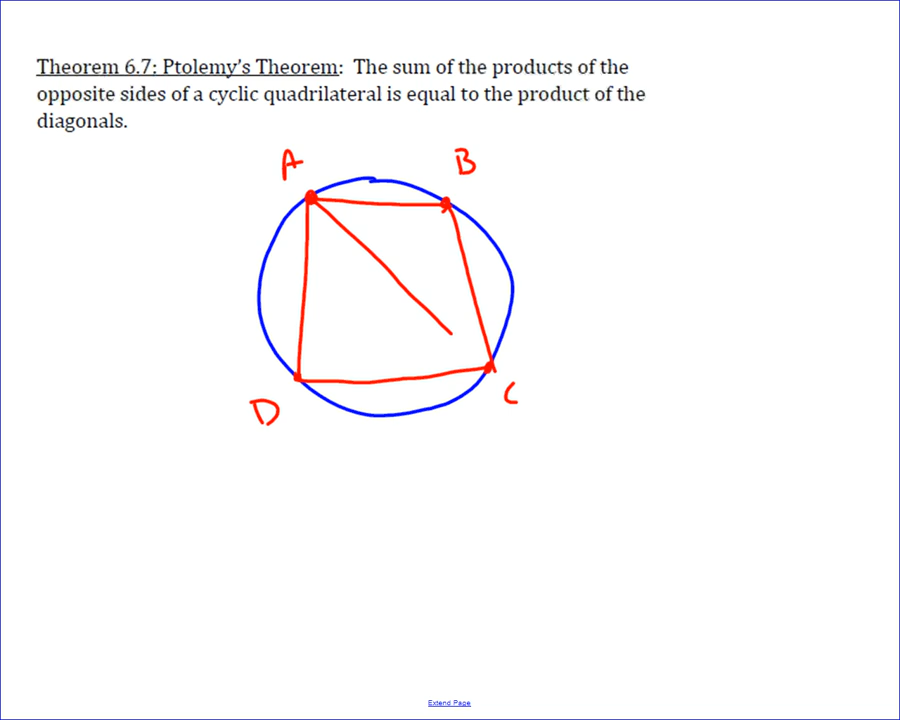 Theorem 6.7: Ptolemy's Theorem: The sum of the products of the
opposite sides of a cyclic quadrilateral is equal to the product of the
diagonals.
A B
D C
Extend Page